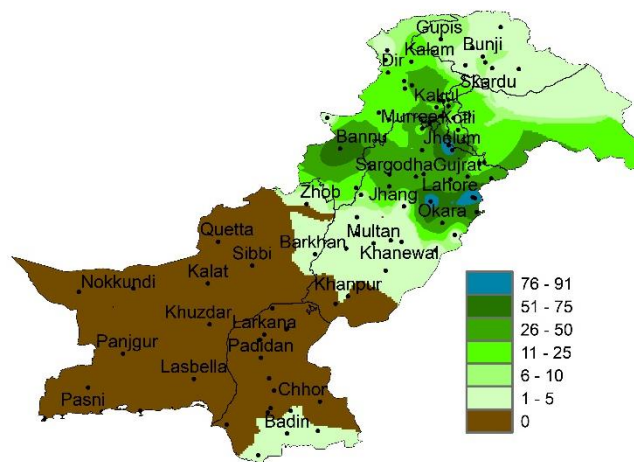 Gupis
Bunji
Kalam
Dir
Skardu
Kakul
Murree
Kotli
Bannu
Jhelum
Sargodha
Gujrat
Zhob
Jhang
Lahore
Okara
Quetta
Multan
Barkhan
Sibbi
Khanewal
Kalat
Nokkundi
Khanpur
Khuzdar
Larkana
Panjgur
Padidan
Lasbella
Pasni
Chhor
Badin
76 - 91
51 - 75
26 - 50
11 - 25
6 - 10
1 - 5
0